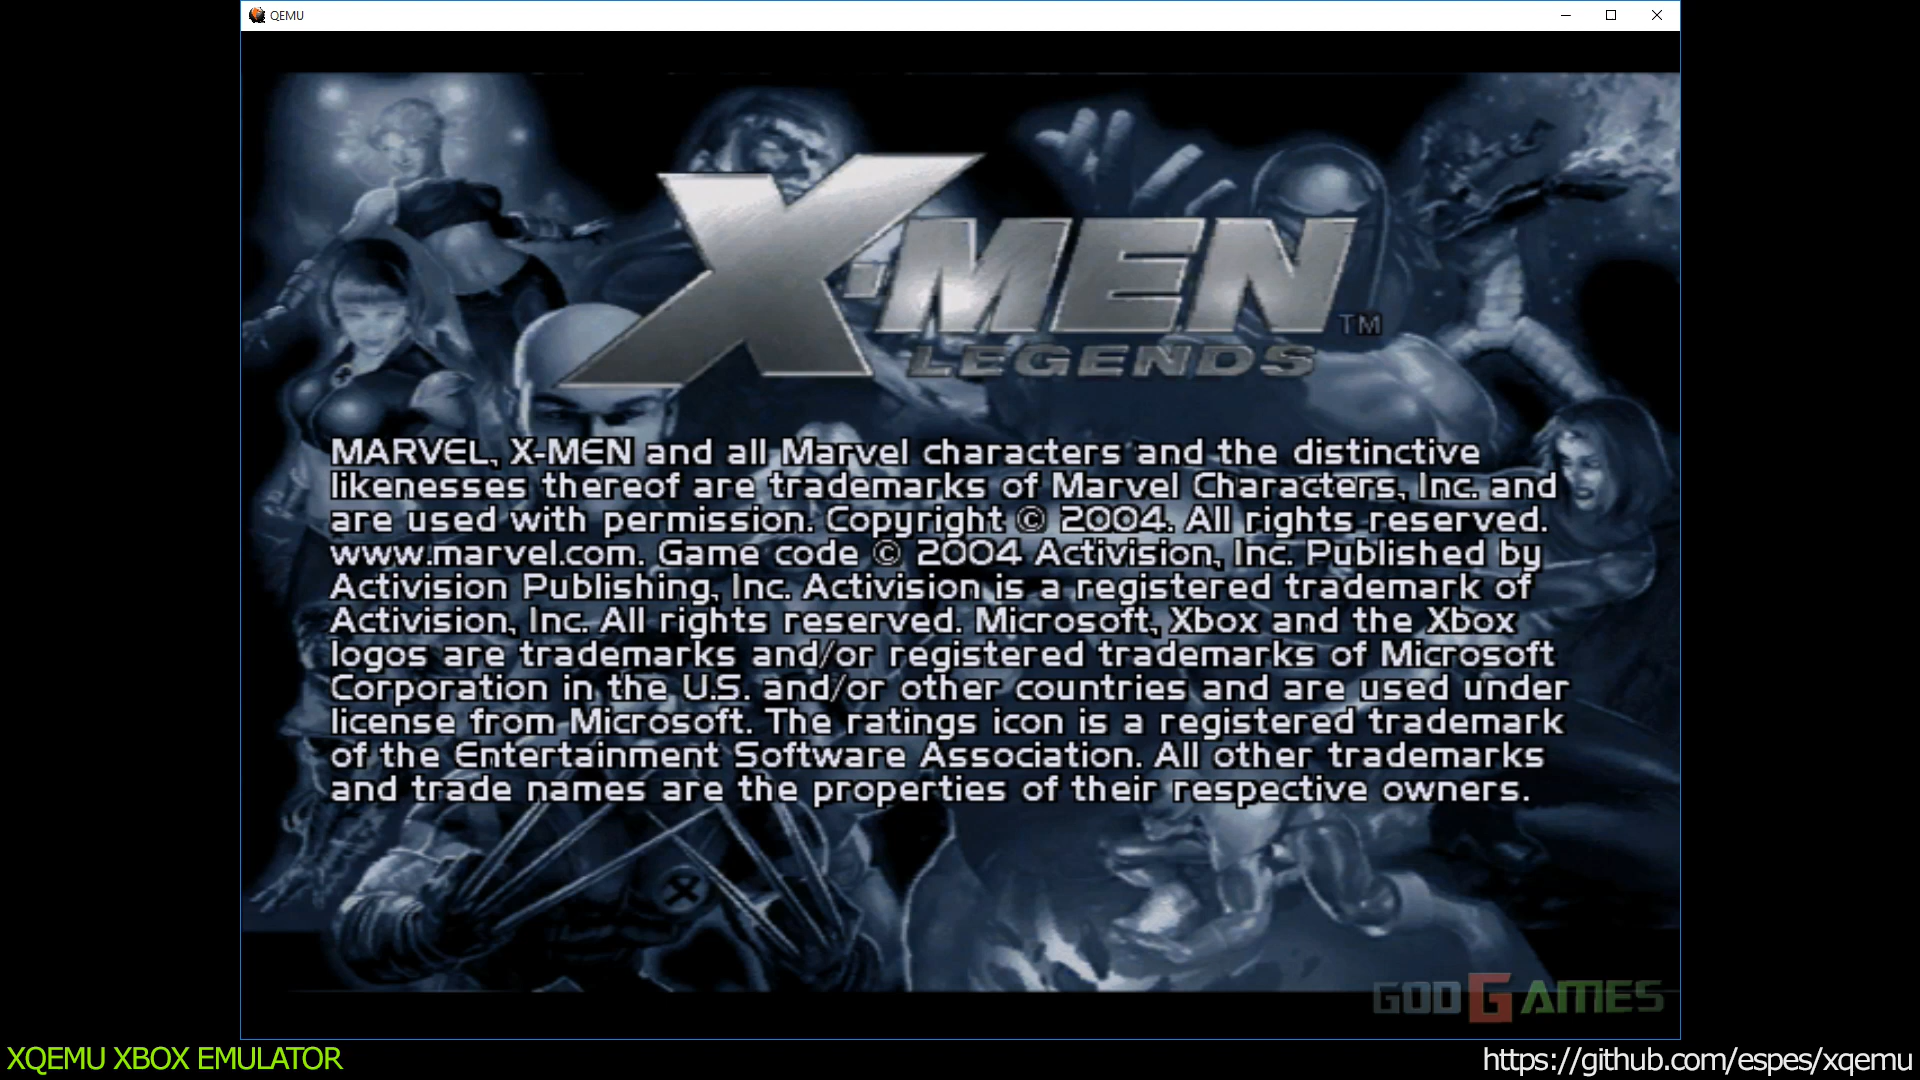 QEMU
X-MEN
TM
LEGENDS
MARVEL, X-MEN and all Marvel characters and the distinctive
likenesses thereof are trademarks of Marvel Characters, Inc. and
are used with permission. Copyright © 2004. All rights reserved.
www.marvel.com. Game code © 2004 Activision, Inc. Published by
Activision Publishing, Inc. Activision is a registered trademark of
Activision, Inc. All rights reserved. Microsoft, Xbox and the Xbox
logos are trademarks and/or registered trademarks of Microsoft
Corporation in the U.S. and/or other countries and are used under
license from Microsoft. The ratings icon is a registered trademark
of the Entertainment Software Association. All other trademarks
and trade names are the properties of their respective owners.
GOD GAMES
XQEMU XBOX EMULATOR
https://github.com/espes/xqemu